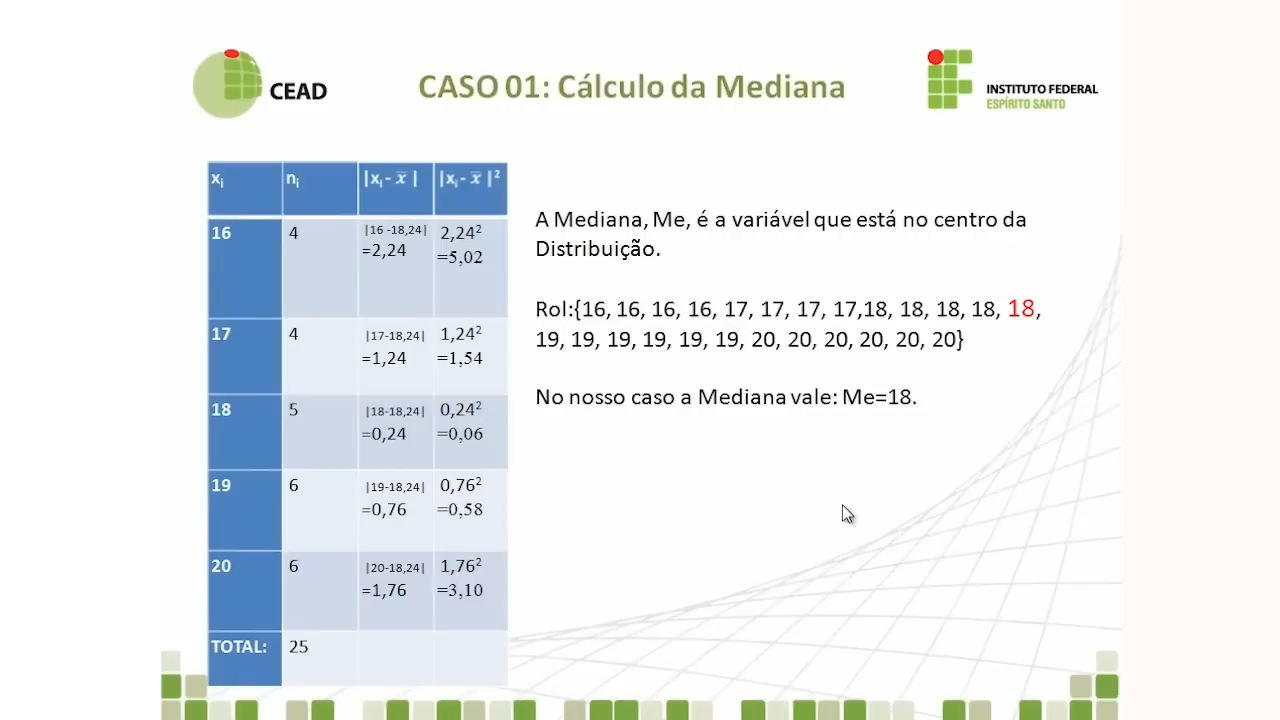 CEAD
CASO 01: Cálculo da Mediana
INSTITUTO FEDERAL
ESPÍRITO SANTO
xi ni |xi - x̅ | |xi - x̅ |²
16 4 |16 -18,24| 2,24²
=2,24 =5,02
17 4 |17-18,24| 1,24²
=1,24 =1,54
18 5 |18-18,24| 0,24²
=0,24 =0,06
19 6 |19-18,24| 0,76²
=0,76 =0,58
20 6 |20-18,24| 1,76²
=1,76 =3,10
TOTAL: 25
A Mediana, Me, é a variável que está no centro da
Distribuição.
Rol:{16, 16, 16, 16, 17, 17, 17, 17,18, 18, 18, 18, 18,
19, 19, 19, 19, 19, 19, 20, 20, 20, 20, 20, 20}
No nosso caso a Mediana vale: Me=18.